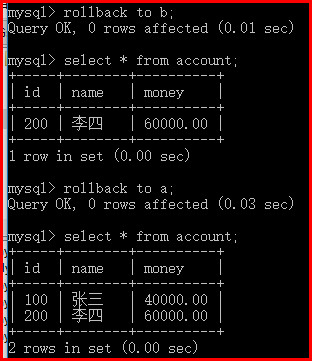 mysql> rollback to b;
Query OK, 0 rows affected (0.01 sec)
mysql> select * from account;
+-----+------+----------+
| id | name | money |
+-----+------+----------+
| 200 | 李四 | 60000.00 |
+-----+------+----------+
1 row in set (0.00 sec)
mysql> rollback to a;
Query OK, 0 rows affected (0.03 sec)
mysql> select * from account;
+-----+------+----------+
| id | name | money |
+-----+------+----------+
| 100 | 张三 | 40000.00 |
| 200 | 李四 | 60000.00 |
+-----+------+----------+
2 rows in set (0.00 sec)